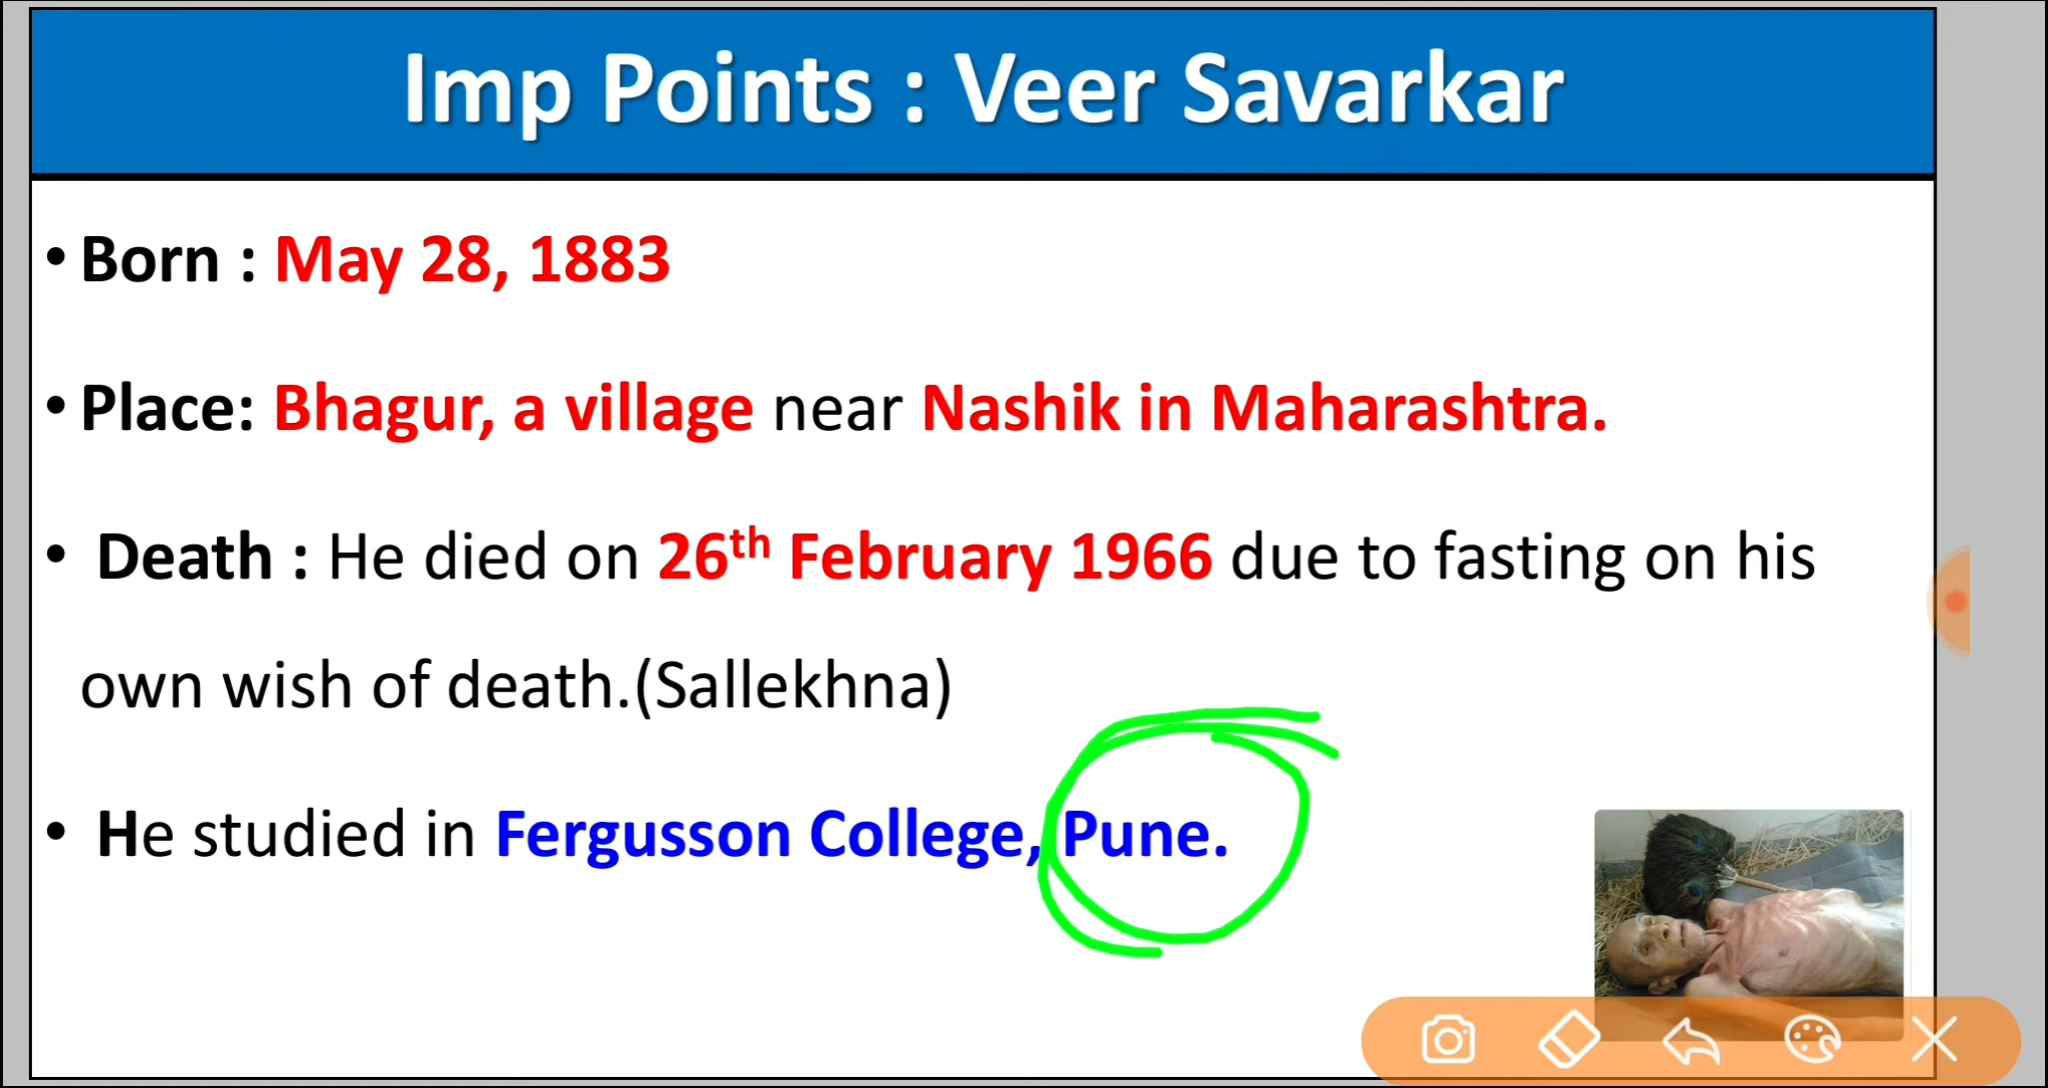 Imp Points : Veer Savarkar
• Born : May 28, 1883
• Place: Bhagur, a village near Nashik in Maharashtra.
• Death : He died on 26th February 1966 due to fasting on his
own wish of death.(Sallekhna)
• He studied in Fergusson College, Pune.